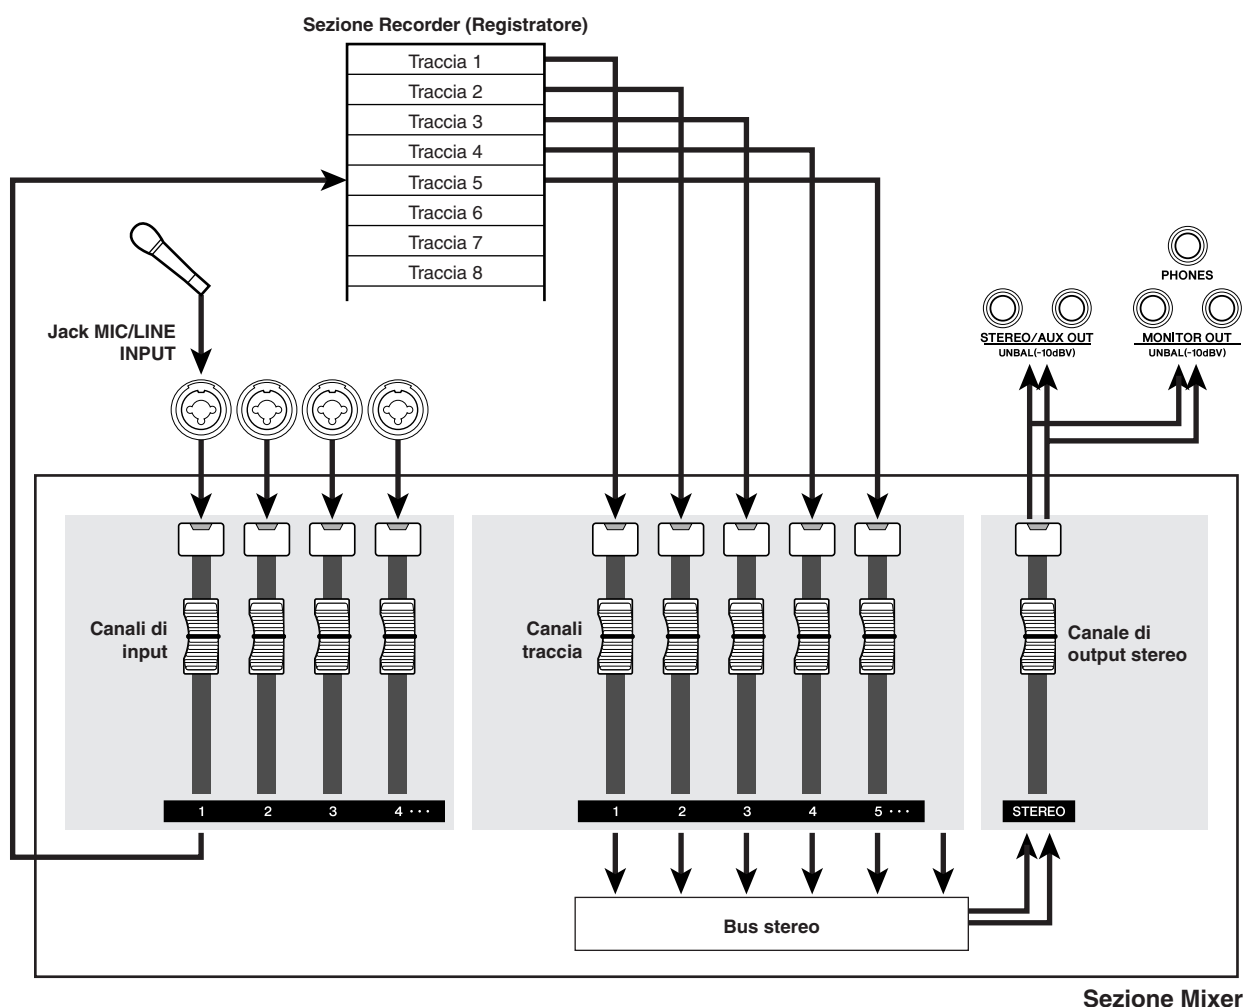 Sezione Recorder (Registratore)
Traccia 1
Traccia 2
Traccia 3
Traccia 4
Traccia 5
Traccia 6
Traccia 7
Traccia 8
Jack MIC/LINE
INPUT
PHONES
STEREO/AUX OUT
UNBAL(-10dBV)
MONITOR OUT
UNBAL(-10dBV)
Canali di
input
1 2 3 4 ···
Canali
traccia
1 2 3 4 5 ···
Canale di
output stereo
STEREO
Bus stereo
Sezione Mixer